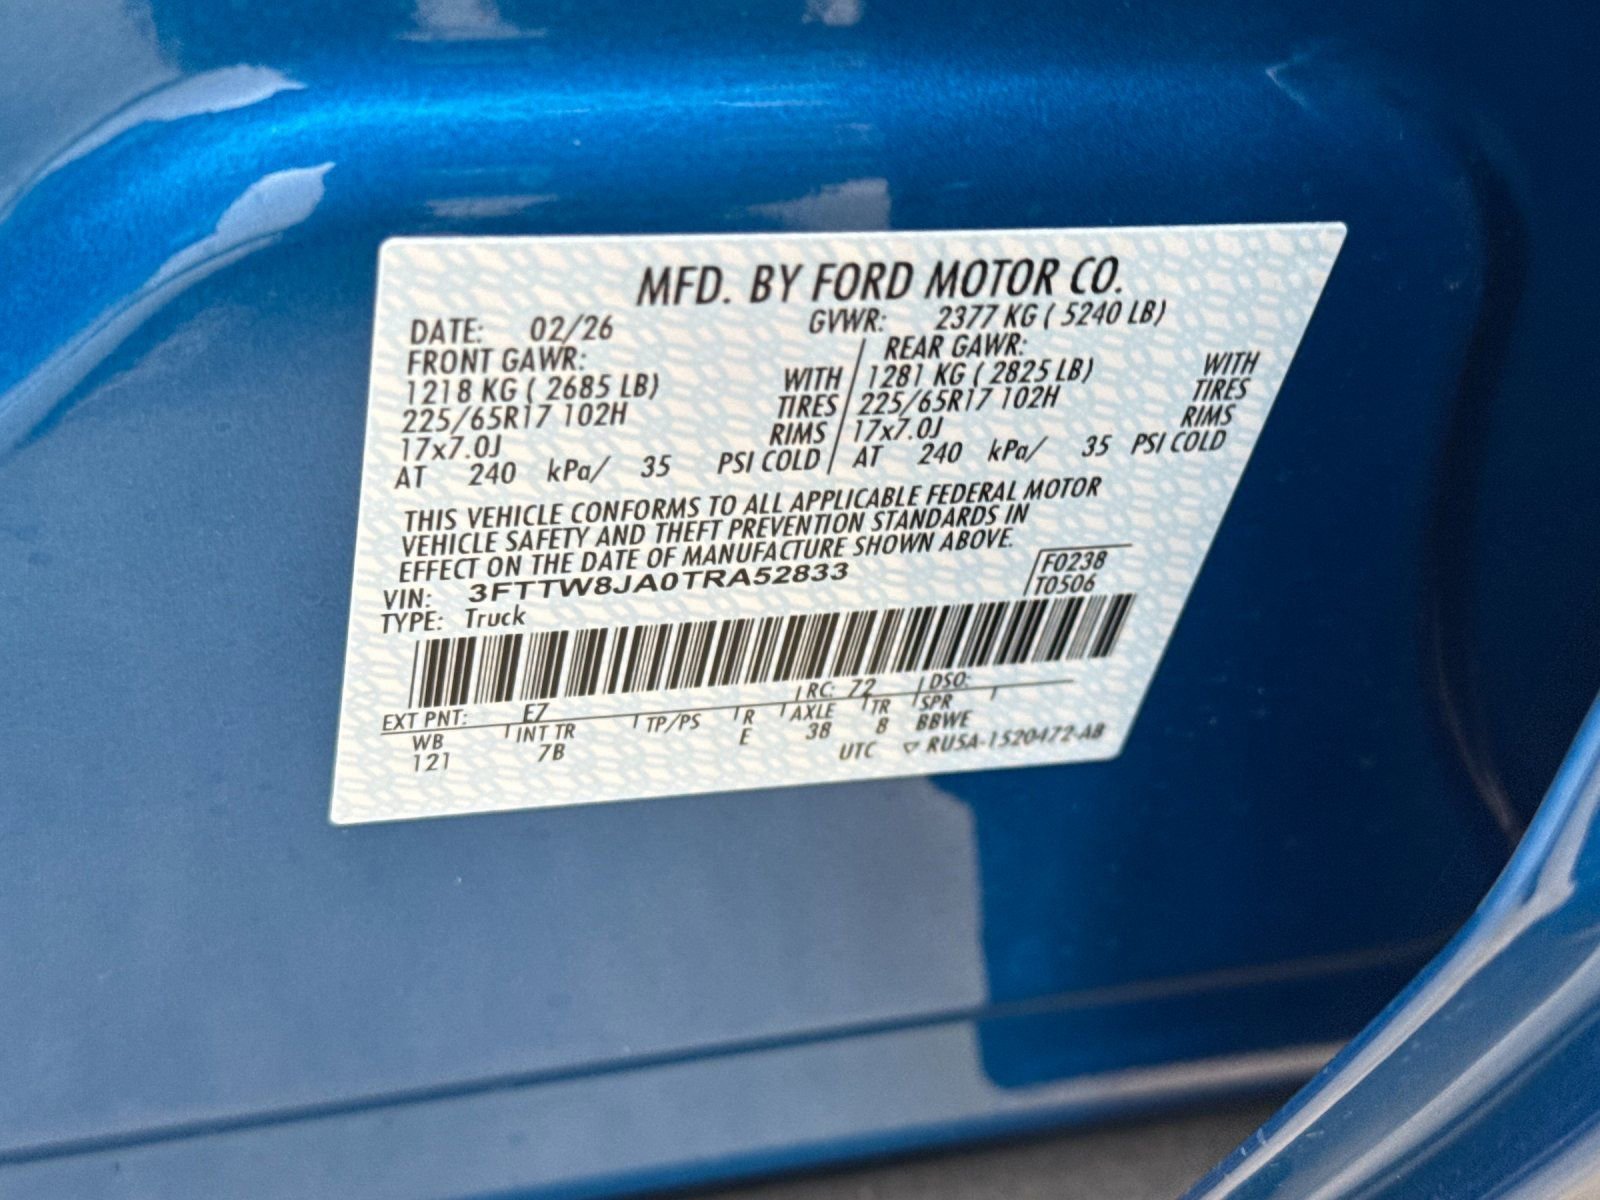 MFD. BY FORD MOTOR CO.
DATE: 02/26 GVWR: 2377 KG ( 5240 LB)
FRONT GAWR: REAR GAWR:
1218 KG ( 2685 LB) WITH 1281 KG ( 2825 LB) WITH
225/65R17 102H TIRES 225/65R17 102H TIRES
17x7.0J RIMS 17x7.0J RIMS
AT 240 kPa/ 35 PSI COLD AT 240 kPa/ 35 PSI COLD
THIS VEHICLE CONFORMS TO ALL APPLICABLE FEDERAL MOTOR
VEHICLE SAFETY AND THEFT PREVENTION STANDARDS IN
EFFECT ON THE DATE OF MANUFACTURE SHOWN ABOVE.
VIN: 3FTTW8JA0TRA52833 F0238
TYPE: Truck T0506
EXT PNT: E7 RC: 72 DSO:
WB INT TR TP/PS R AXLE TR SPR
121 7B E 38 8 BBWE
UTC ▽ RU5A-1520472-AB